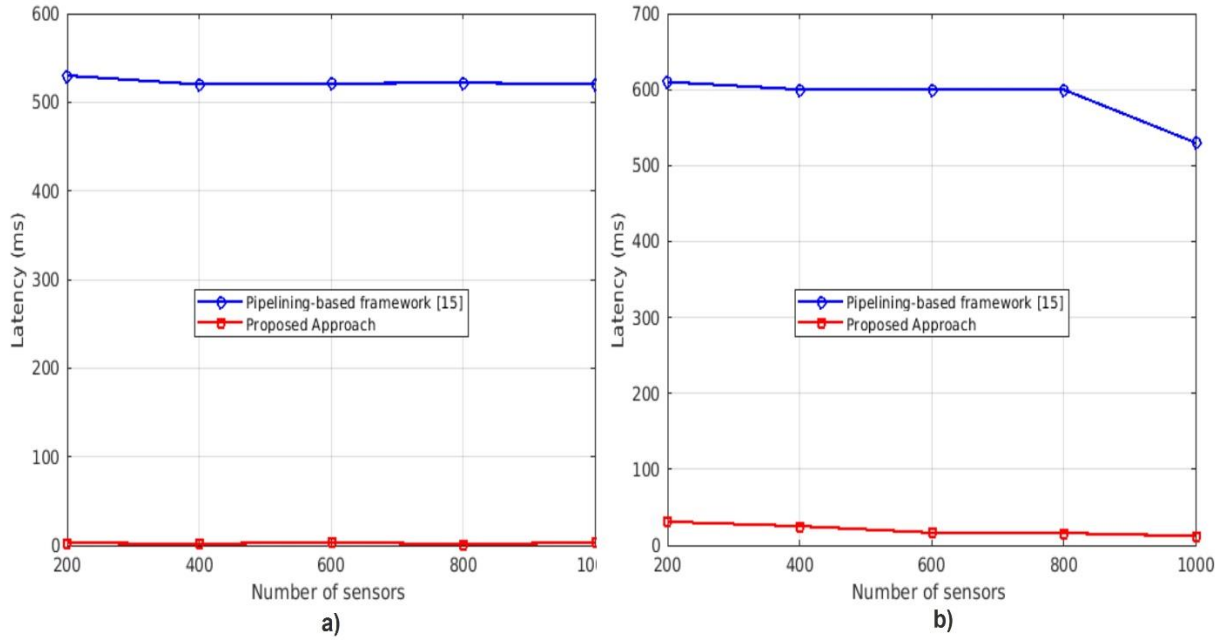 600
500
400
300
200
100
0
Latency (ms)
Pipelining-based framework [15]
Proposed Approach
200 400 600 800 10
Number of sensors
a)
700
600
500
400
300
200
100
0
Latency (ms)
Pipelining-based framework [15]
Proposed Approach
200 400 600 800 1000
Number of sensors
b)